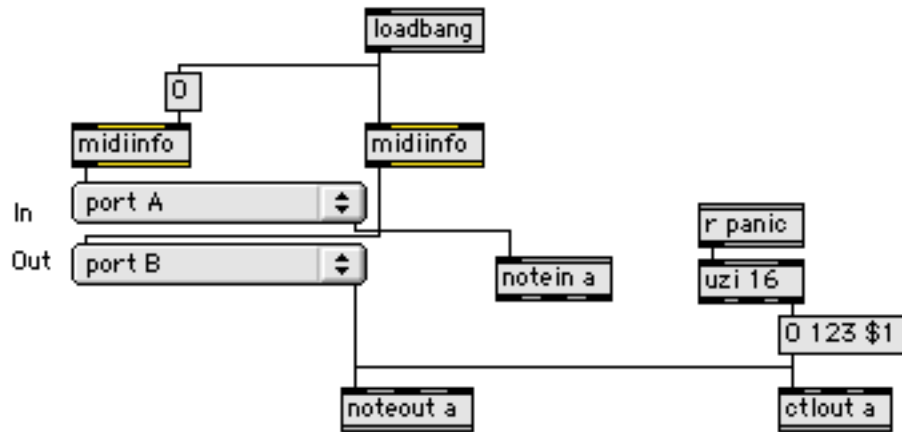 loadbang
0
midiinfo
midiinfo
In
port A
r panic
Out
port B
notein a
uzi 16
0 123 $1
noteout a
ctlout a